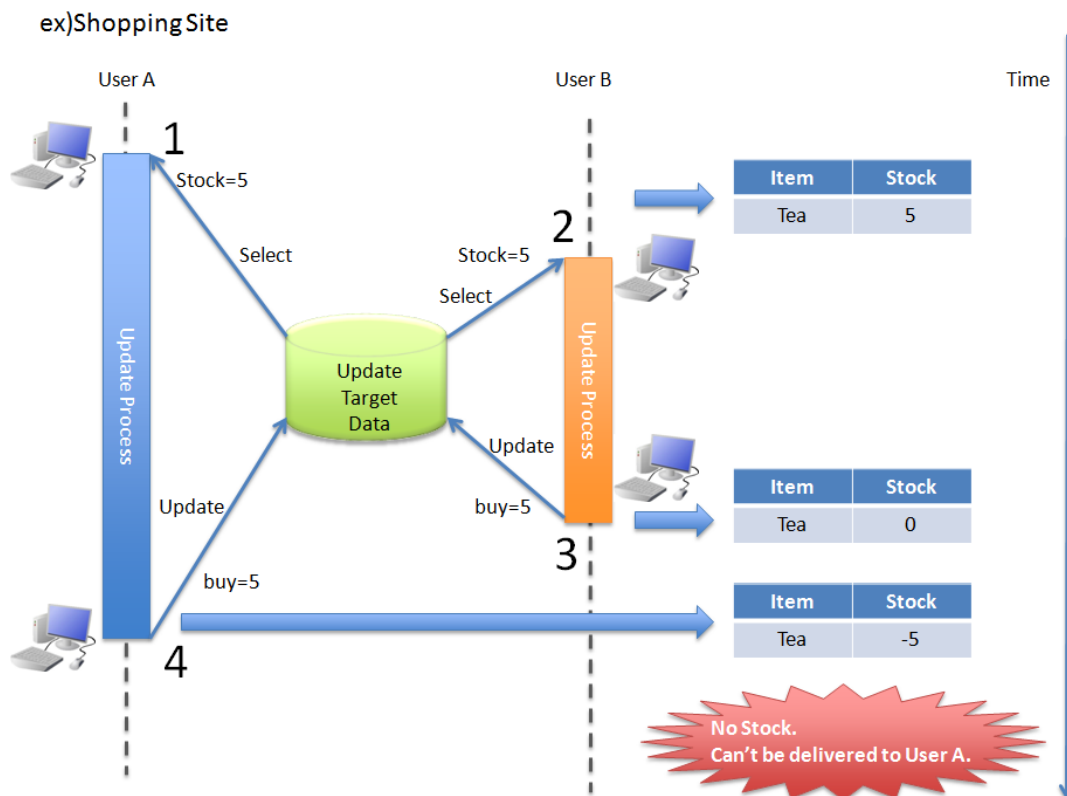 ex)Shopping Site
User A
User B
Time
1
Stock=5
Select
2
Stock=5
Select
Item Stock
Tea 5
Update Process
Update
Target
Data
Update Process
Update
buy=5
3
Item Stock
Tea 0
Update
buy=5
4
Item Stock
Tea -5
No Stock.
Can't be delivered to User A.